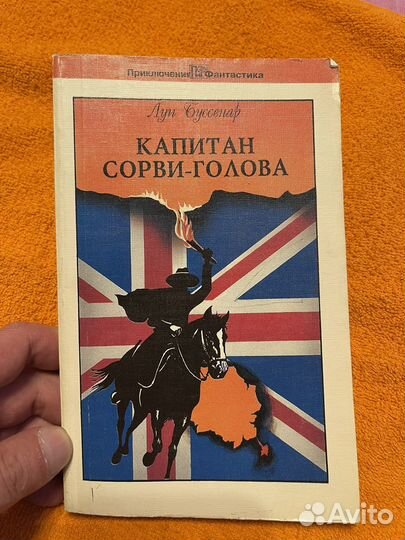 Приключения Фантастика
Луи Буссенар
КАПИТАН
СОРВИ-ГОЛОВА
Avito